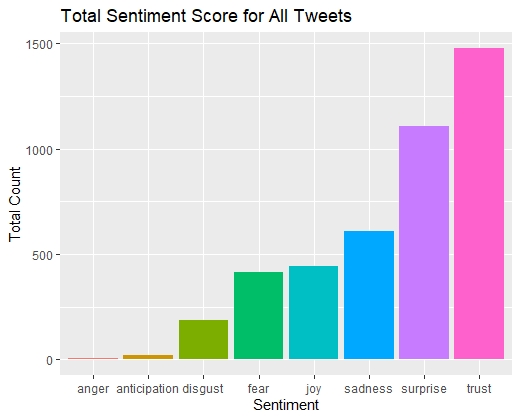 Total Sentiment Score for All Tweets
Total Count
1500
1000
500
0
anger anticipation disgust fear joy sadness surprise trust
Sentiment